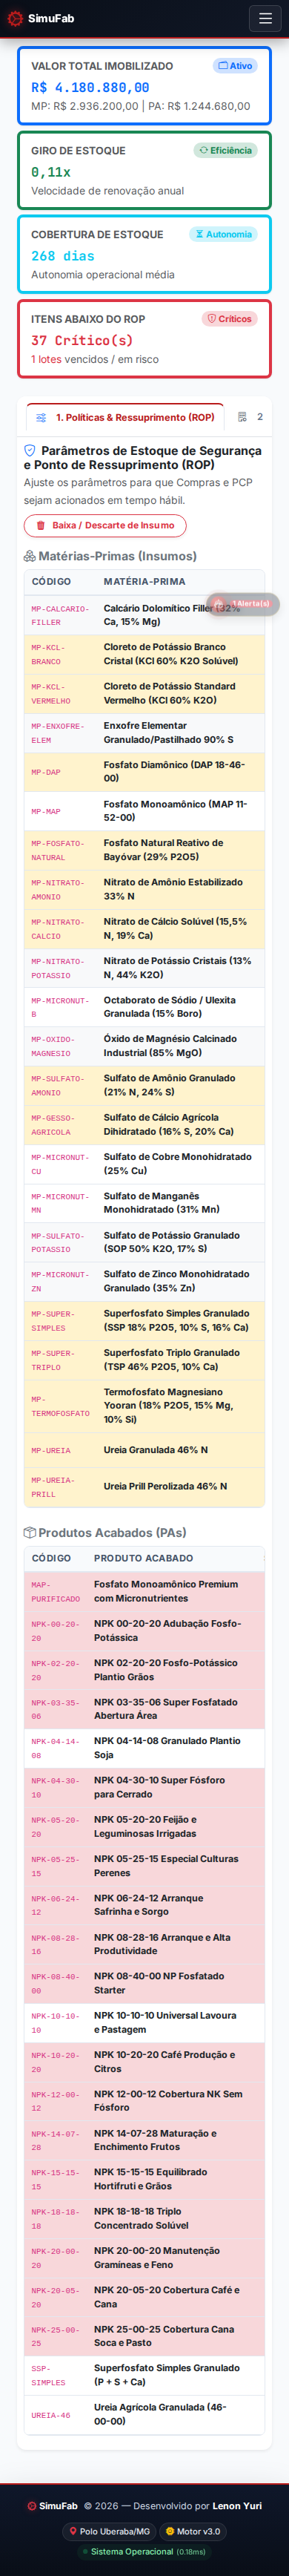 SimuFab
VALOR TOTAL IMOBILIZADO
Ativo
R$ 4.180.880,00
MP: R$ 2.936.200,00 | PA: R$ 1.244.680,00
GIRO DE ESTOQUE
Eficiência
0,11x
Velocidade de renovação anual
COBERTURA DE ESTOQUE
Autonomia
268 dias
Autonomia operacional média
ITENS ABAIXO DO ROP
Críticos
37 Crítico(s)
1 lotes vencidos / em risco
1. Políticas & Ressuprimento (ROP)
2
Parâmetros de Estoque de Segurança
e Ponto de Ressuprimento (ROP)
Ajuste os parâmetros para que Compras e PCP
sejam acionados em tempo hábil.
Baixa / Descarte de Insumo
Matérias-Primas (Insumos)
CÓDIGO MATÉRIA-PRIMA
1 Alerta(s)
MP-CALCARIO-
FILLER
Calcário Dolomítico Filler (32%
Ca, 15% Mg)
MP-KCL-
BRANCO
Cloreto de Potássio Branco
Cristal (KCl 60% K2O Solúvel)
MP-KCL-
VERMELHO
Cloreto de Potássio Standard
Vermelho (KCl 60% K2O)
MP-ENXOFRE-
ELEM
Enxofre Elementar
Granulado/Pastilhado 90% S
MP-DAP
Fosfato Diamônico (DAP 18-46-
00)
MP-MAP
Fosfato Monoamônico (MAP 11-
52-00)
MP-FOSFATO-
NATURAL
Fosfato Natural Reativo de
Bayóvar (29% P2O5)
MP-NITRATO-
AMONIO
Nitrato de Amônio Estabilizado
33% N
MP-NITRATO-
CALCIO
Nitrato de Cálcio Solúvel (15,5%
N, 19% Ca)
MP-NITRATO-
POTASSIO
Nitrato de Potássio Cristais (13%
N, 44% K2O)
MP-MICRONUT-
B
Octaborato de Sódio / Ulexita
Granulada (15% Boro)
MP-OXIDO-
MAGNESIO
Óxido de Magnésio Calcinado
Industrial (85% MgO)
MP-SULFATO-
AMONIO
Sulfato de Amônio Granulado
(21% N, 24% S)
MP-GESSO-
AGRICOLA
Sulfato de Cálcio Agrícola
Dihidratado (16% S, 20% Ca)
MP-MICRONUT-
CU
Sulfato de Cobre Monohidratado
(25% Cu)
MP-MICRONUT-
MN
Sulfato de Manganês
Monohidratado (31% Mn)
MP-SULFATO-
POTASSIO
Sulfato de Potássio Granulado
(SOP 50% K2O, 17% S)
MP-MICRONUT-
ZN
Sulfato de Zinco Monohidratado
Granulado (35% Zn)
MP-SUPER-
SIMPLES
Superfosfato Simples Granulado
(SSP 18% P2O5, 10% S, 16% Ca)
MP-SUPER-
TRIPLO
Superfosfato Triplo Granulado
(TSP 46% P2O5, 10% Ca)
MP-
TERMOFOSFATO
Termofosfato Magnesiano
Yooran (18% P2O5, 15% Mg,
10% Si)
MP-UREIA
Ureia Granulada 46% N
MP-UREIA-
PRILL
Ureia Prill Perolizada 46% N
Produtos Acabados (PAs)
CÓDIGO PRODUTO ACABADO
MAP-
PURIFICADO
Fosfato Monoamônico Premium
com Micronutrientes
NPK-00-20-
20
NPK 00-20-20 Adubação Fosfo-
Potássica
NPK-02-20-
20
NPK 02-20-20 Fosfo-Potássico
Plantio Grãos
NPK-03-35-
06
NPK 03-35-06 Super Fosfatado
Abertura Área
NPK-04-14-
08
NPK 04-14-08 Granulado Plantio
Soja
NPK-04-30-
10
NPK 04-30-10 Super Fósforo
para Cerrado
NPK-05-20-
20
NPK 05-20-20 Feijão e
Leguminosas Irrigadas
NPK-05-25-
15
NPK 05-25-15 Especial Culturas
Perenes
NPK-06-24-
12
NPK 06-24-12 Arranque
Safrinha e Sorgo
NPK-08-28-
16
NPK 08-28-16 Arranque e Alta
Produtividade
NPK-08-40-
00
NPK 08-40-00 NP Fosfatado
Starter
NPK-10-10-
10
NPK 10-10-10 Universal Lavoura
e Pastagem
NPK-10-20-
20
NPK 10-20-20 Café Produção e
Citros
NPK-12-00-
12
NPK 12-00-12 Cobertura NK Sem
Fósforo
NPK-14-07-
28
NPK 14-07-28 Maturação e
Enchimento Frutos
NPK-15-15-
15
NPK 15-15-15 Equilibrado
Hortifruti e Grãos
NPK-18-18-
18
NPK 18-18-18 Triplo
Concentrado Solúvel
NPK-20-00-
20
NPK 20-00-20 Manutenção
Gramíneas e Feno
NPK-20-05-
20
NPK 20-05-20 Cobertura Café e
Cana
NPK-25-00-
25
NPK 25-00-25 Cobertura Cana
Soca e Pasto
SSP-
SIMPLES
Superfosfato Simples Granulado
(P + S + Ca)
UREIA-46
Ureia Agrícola Granulada (46-
00-00)
SimuFab © 2026 — Desenvolvido por Lenon Yuri
Polo Uberaba/MG
Motor v3.0
Sistema Operacional (0.18ms)